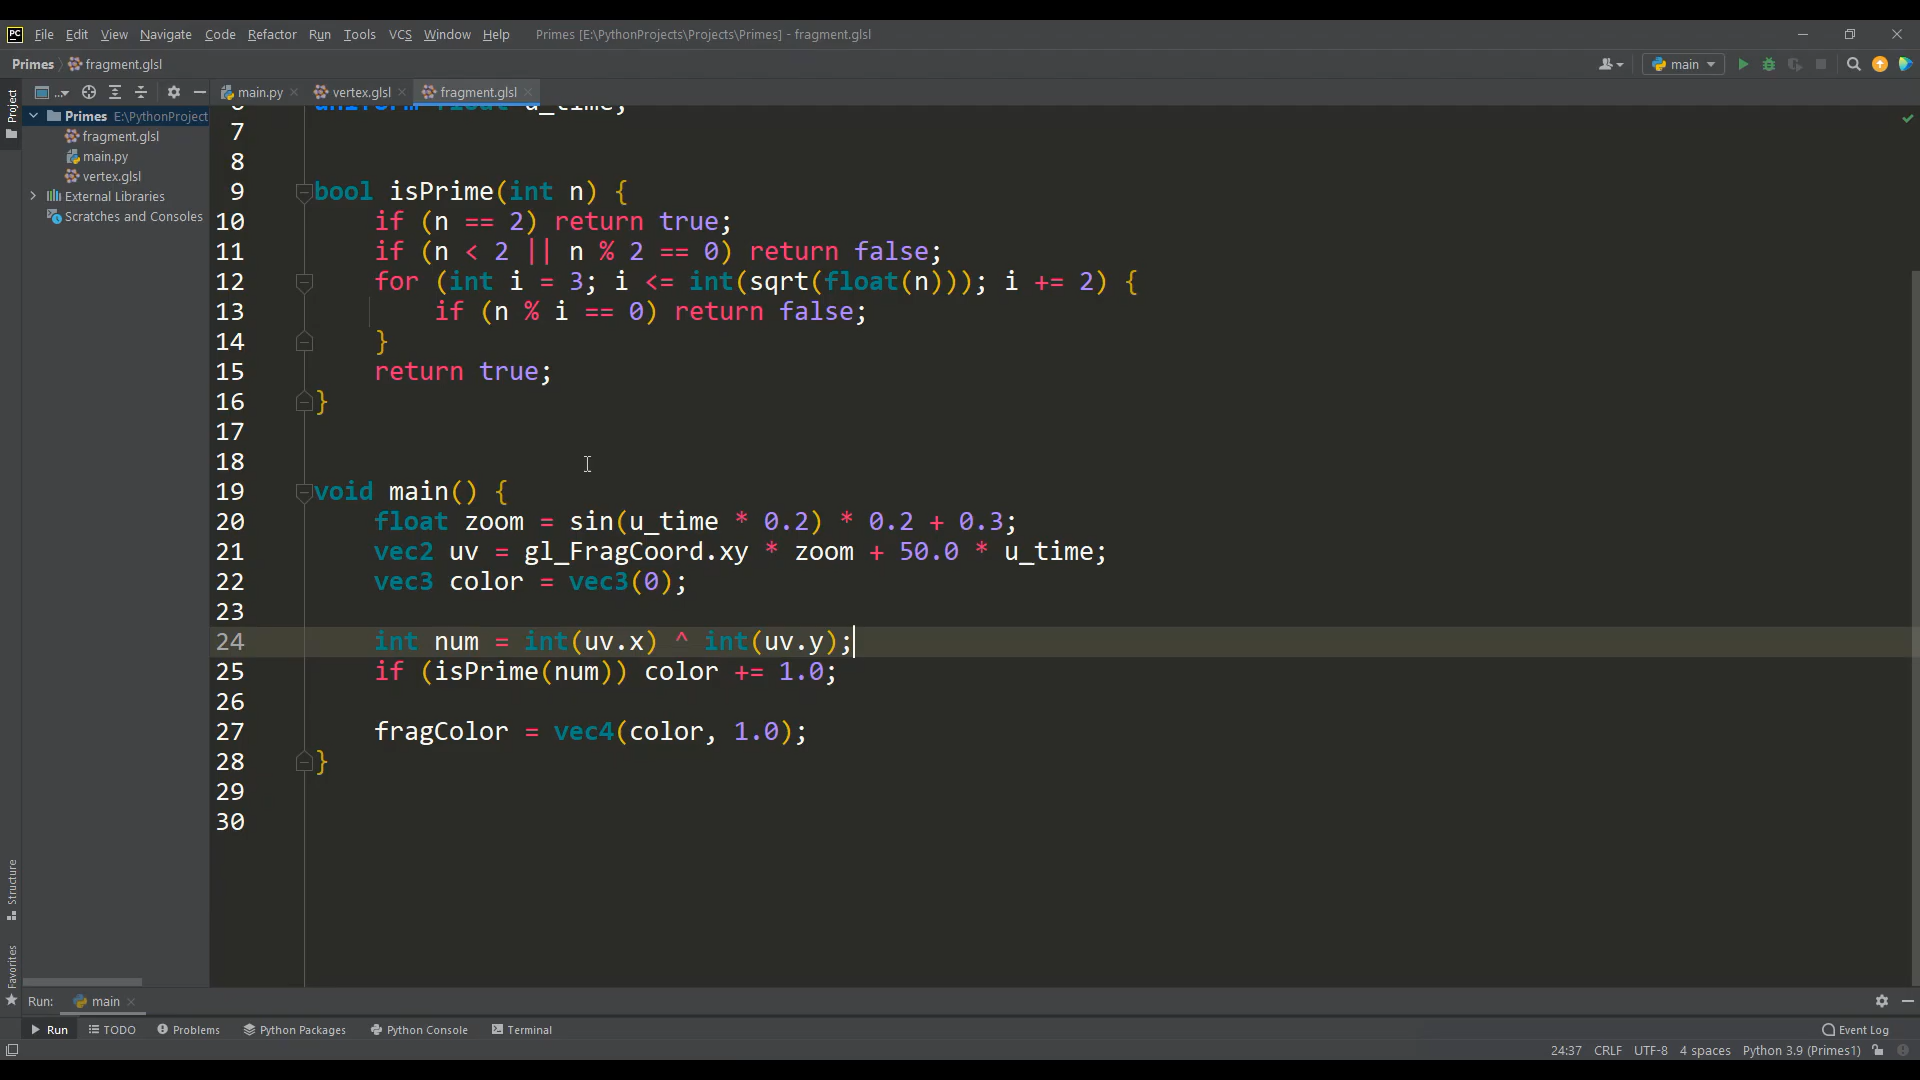 PC File Edit View Navigate Code Refactor Run Tools VCS Window Help Primes [E:\PythonProjects\Projects\Primes] - fragment.glsl
Primes fragment.glsl main
Project
... main.py vertex.glsl fragment.glsl
Primes E:\PythonProject
fragment.glsl
main.py
vertex.glsl
External Libraries
Scratches and Consoles
6 uniform float u_time;
7
8
9 bool isPrime(int n) {
10 if (n == 2) return true;
11 if (n < 2 || n % 2 == 0) return false;
12 for (int i = 3; i <= int(sqrt(float(n))); i += 2) {
13 if (n % i == 0) return false;
14 }
15 return true;
16 }
17
18
19 void main() {
20 float zoom = sin(u_time * 0.2) * 0.2 + 0.3;
21 vec2 uv = gl_FragCoord.xy * zoom + 50.0 * u_time;
22 vec3 color = vec3(0);
23
24 int num = int(uv.x) ^ int(uv.y);
25 if (isPrime(num)) color += 1.0;
26
27 fragColor = vec4(color, 1.0);
28 }
29
30
Structure
Favorites
Run: main
Run TODO Problems Python Packages Python Console Terminal Event Log
24:37 CRLF UTF-8 4 spaces Python 3.9 (Primes1)